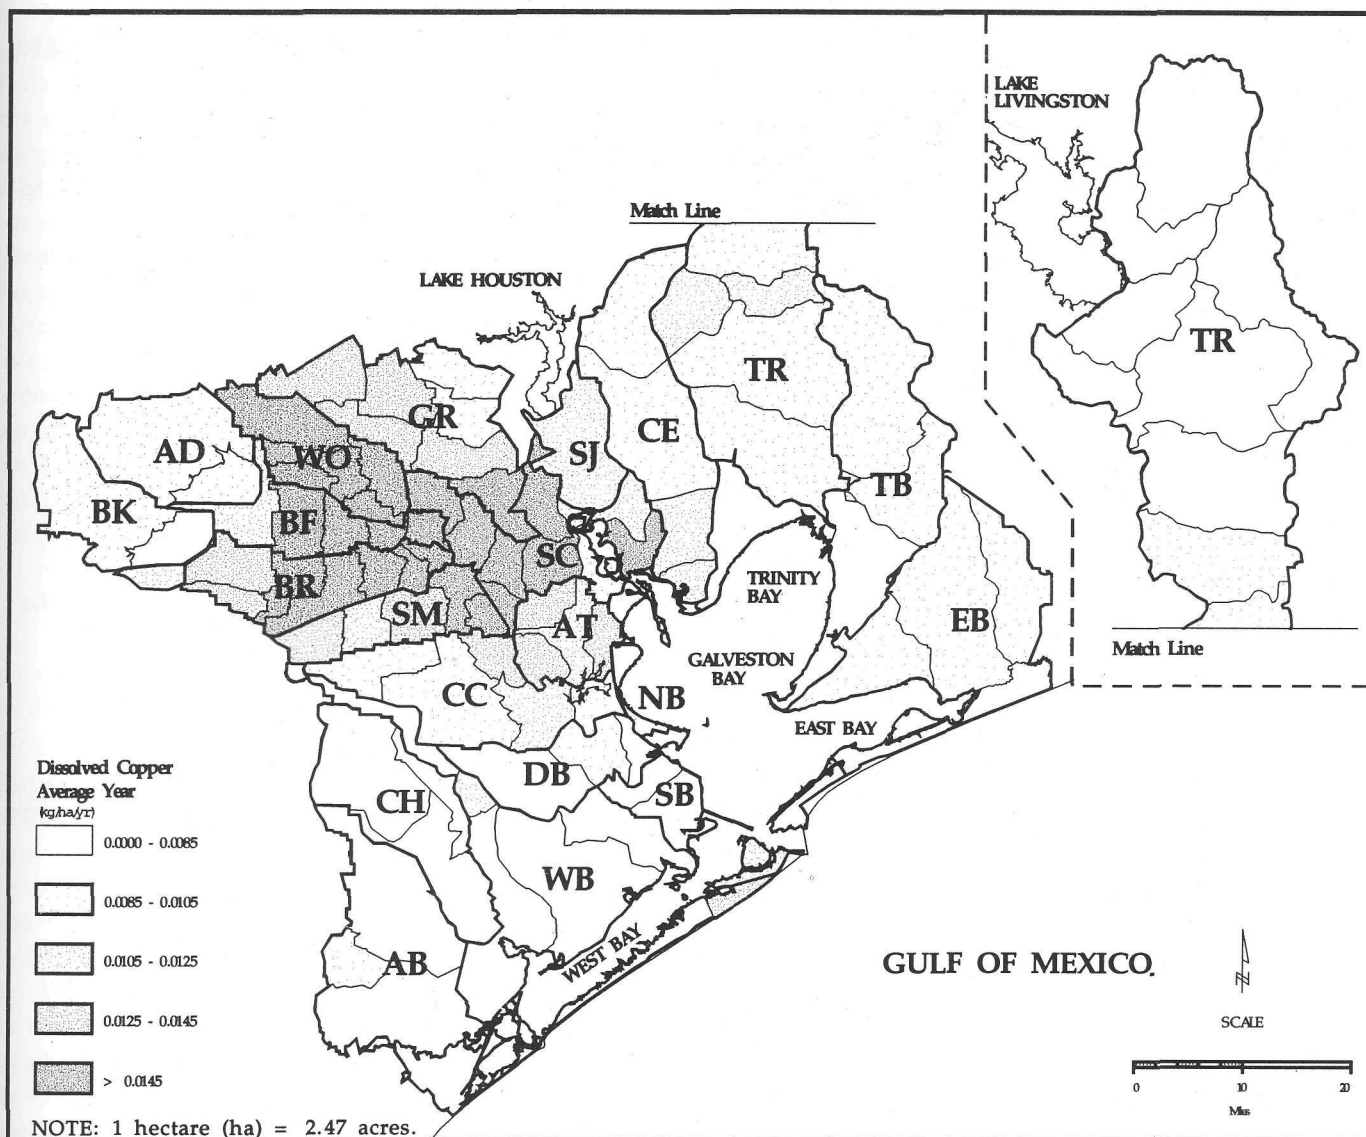 LAKE
LIVINGSTON
Match Line
LAKE HOUSTON
TR
TR
GR
CE
AD
WO
SJ
TB
BK
BF
SC
BR
TRINITY
BAY
SM
AT
EB
Match Line
GALVESTON
BAY
CC
NB
EAST BAY
Dissolved Copper
Average Year
(kg/ha/yr)
DB
SB
CH
0.0000 - 0.0085
WB
0.0085 - 0.0105
WEST BAY
0.0105 - 0.0125
AB
GULF OF MEXICO.
N
0.0125 - 0.0145
SCALE
> 0.0145
0 10 20
Miles
NOTE: 1 hectare (ha) = 2.47 acres.